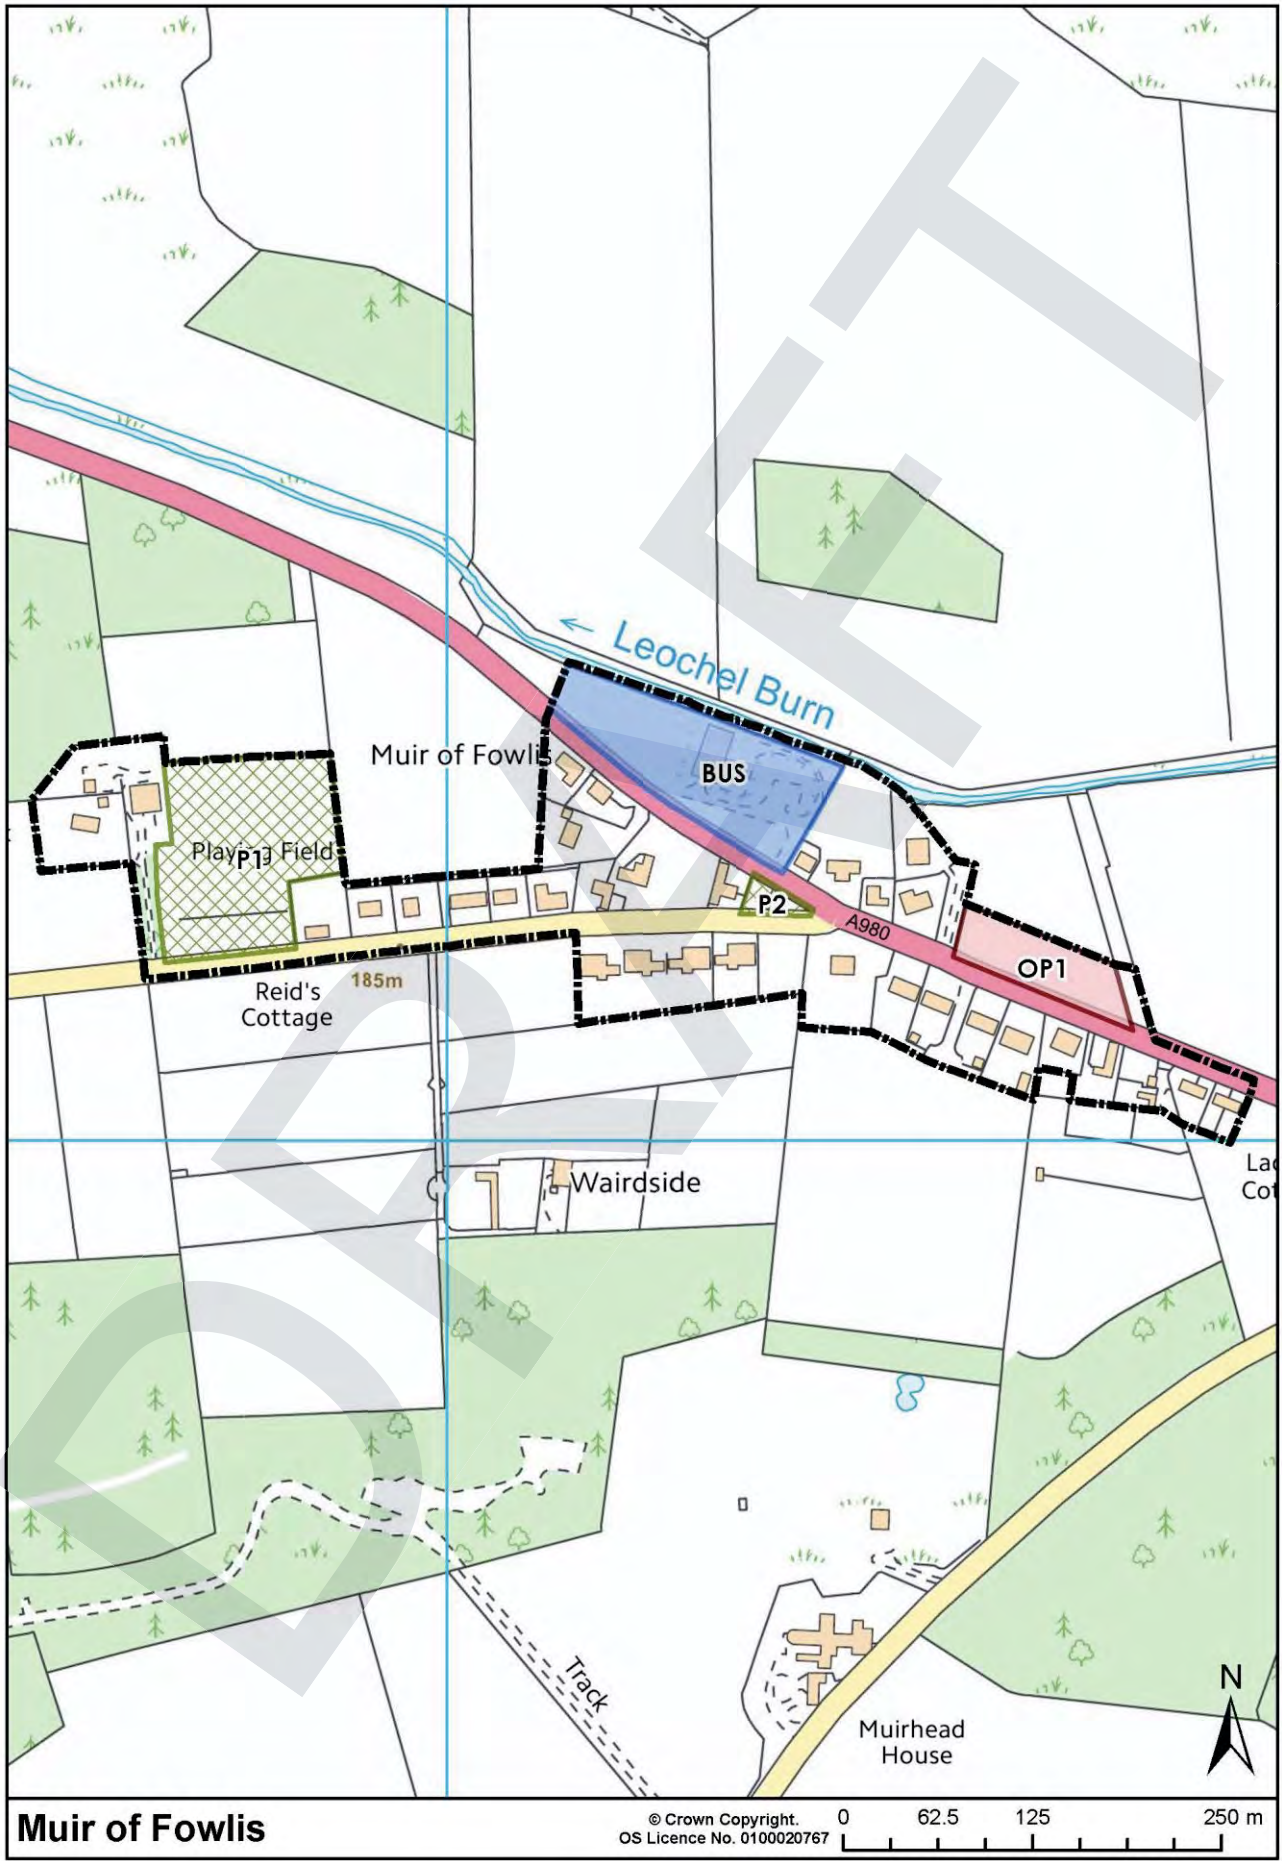 DRAFT
Leochel Burn
Muir of Fowlis
BUS
Playing Field
P1
P2
A980
OP1
185m
Reid's
Cottage
Wairdside
Track
Muirhead
House
N
Muir of Fowlis
© Crown Copyright.
OS Licence No. 0100020767
0 62.5 125 250 m